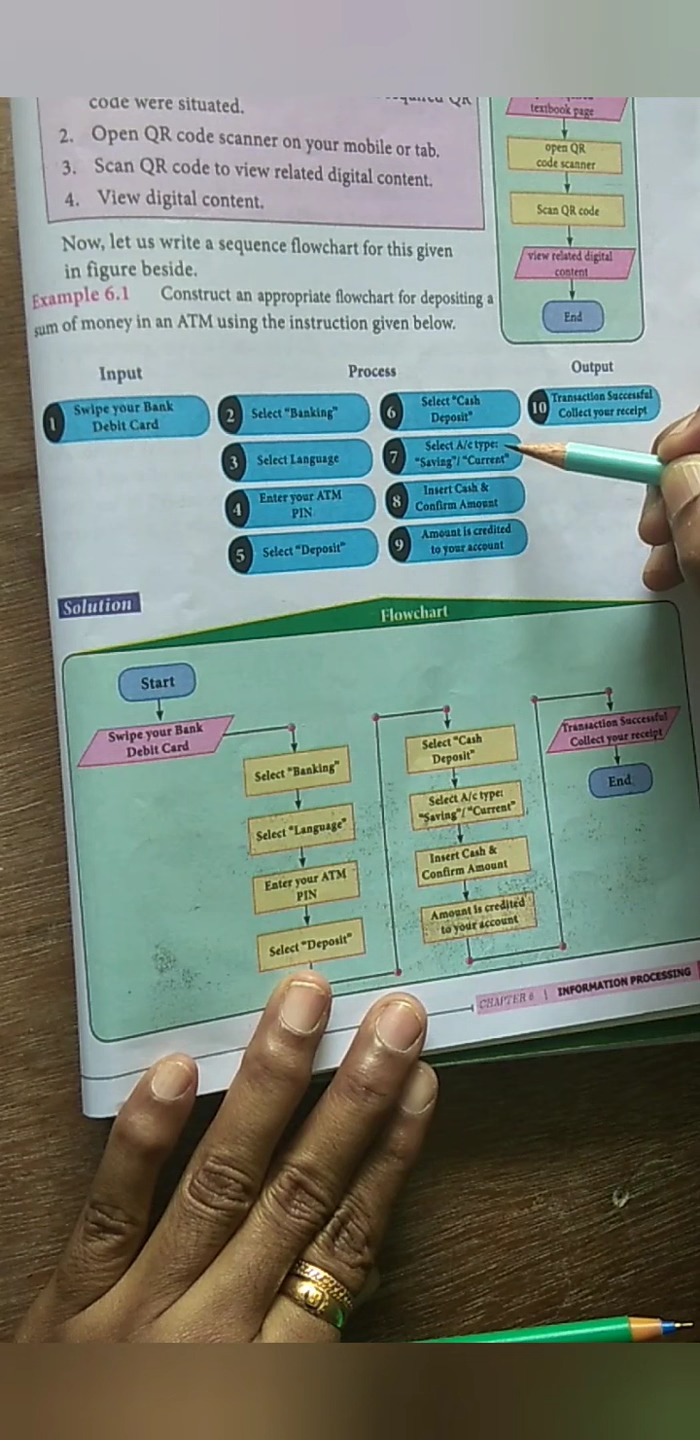 code were situated.
QR
2. Open QR code scanner on your mobile or tab.
3. Scan QR code to view related digital content.
4. View digital content.
textbook page
open QR
code scanner
Scan QR code
view related digital
content
End
Now, let us write a sequence flowchart for this given
in figure beside.
Example 6.1 Construct an appropriate flowchart for depositing a
sum of money in an ATM using the instruction given below.
Input
Process
Output
1 Swipe your Bank
Debit Card
2 Select "Banking"
3 Select Language
4 Enter your ATM
PIN
5 Select "Deposit"
6 Select "Cash
Deposit"
7 Select A/c type:
"Saving"/ "Current"
8 Insert Cash &
Confirm Amount
9 Amount is credited
to your account
10 Transaction Successful
Collect your receipt
Solution
Flowchart
Start
Swipe your Bank
Debit Card
Select "Banking"
Select "Language"
Enter your ATM
PIN
Select "Deposit"
Select "Cash
Deposit"
Select A/c type:
"Saving"/ "Current"
Insert Cash &
Confirm Amount
Amount is credited
to your account
Transaction Successful
Collect your receipt
End
CHAPTER 6 | INFORMATION PROCESSING